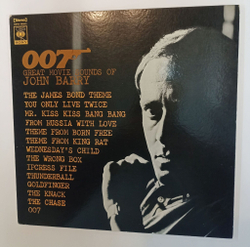 CBS
007
GREAT MOVIE SOUNDS OF
JOHN BARRY
THE JAMES BOND THEME
YOU ONLY LIVE TWICE
MR. KISS KISS BANG BANG
FROM RUSSIA WITH LOVE
THEME FROM BORN FREE
THEME FROM KING RAT
WEDNESDAY'S CHILD
THE WRONG BOX
IPCRESS FILE
THUNDERBALL
GOLDFINGER
THE KNACK
THE CHASE
007